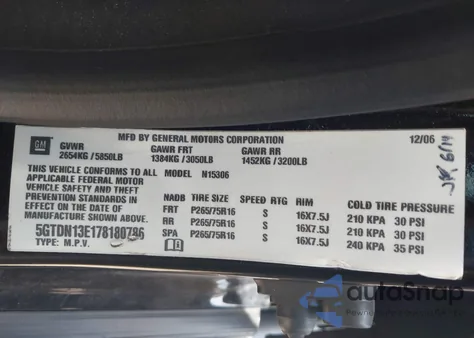 MFD BY GENERAL MOTORS CORPORATION 12/06
GM GVWR GAWR FRT GAWR RR
2654KG / 5850LB 1384KG / 3050LB 1452KG / 3200LB
THIS VEHICLE CONFORMS TO ALL MODEL N15306
APPLICABLE FEDERAL MOTOR
VEHICLE SAFETY AND THEFT
PREVENTION STANDARDS IN
EFFECT ON THE DATE OF
MANUFACTURE SHOWN ABOVE.
5GTDN13E178180786
TYPE: M.P.V.
NADB TIRE SIZE SPEED RTG RIM COLD TIRE PRESSURE
FRT P265/75R16 S 16X7.5J 210 KPA 30 PSI
RR P265/75R16 S 16X7.5J 210 KPA 30 PSI
SPA P265/75R16 S 16X7.5J 240 KPA 35 PSI
autoSnap